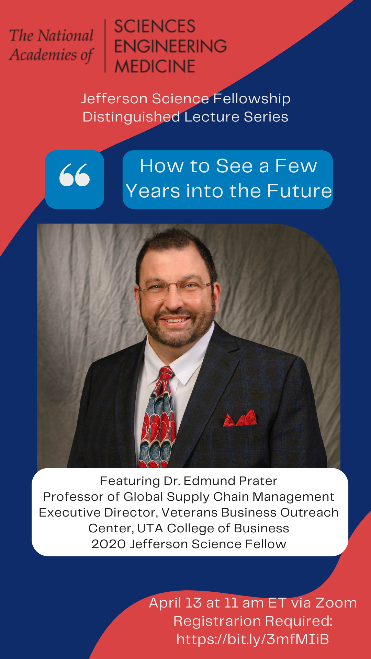 The National Academies of
SCIENCES
ENGINEERING
MEDICINE
Jefferson Science Fellowship
Distinguished Lecture Series
How to See a Few
Years into the Future
Featuring Dr. Edmund Prater
Professor of Global Supply Chain Management
Executive Director, Veterans Business Outreach
Center, UTA College of Business
2020 Jefferson Science Fellow
April 13 at 11 am ET via Zoom
Registrarion Required:
https://bit.ly/3mfMIiB